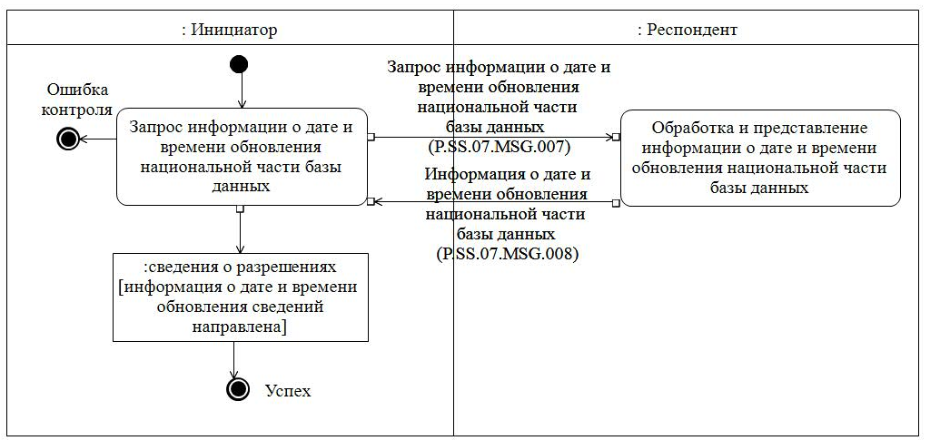 : Инициатор
: Респондент
Ошибка
контроля
Запрос информации о дате и
времени обновления
национальной части базы
данных
Запрос информации о дате и
времени обновления
национальной части
базы данных
(P.SS.07.MSG.007)
Информация о дате и
времени обновления
национальной части
базы данных
(P.SS.07.MSG.008)
Обработка и представление
информации о дате и времени
обновления национальной части
базы данных
:сведения о разрешениях
[информация о дате и времени
обновления сведений
направлена]
Успех